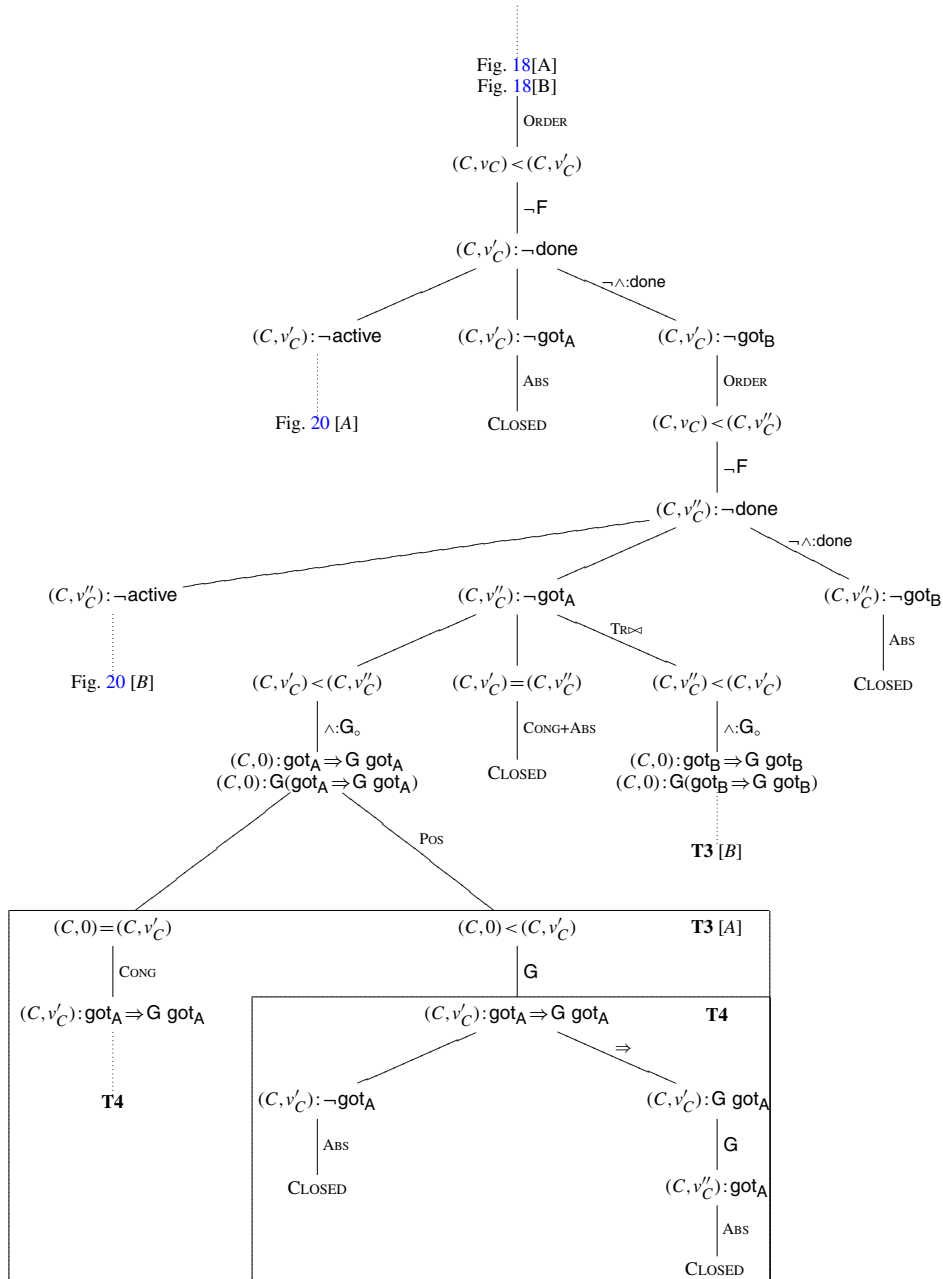 Fig. 18[A]
Fig. 18[B]
ORDER
(C,v_C)<(C,v′_C)
¬F
(C,v′_C):¬done
¬∧:done
(C,v′_C):¬active
(C,v′_C):¬got_A
(C,v′_C):¬got_B
ABS
ORDER
Fig. 20 [A]
CLOSED
(C,v_C)<(C,v″_C)
¬F
(C,v″_C):¬done
¬∧:done
(C,v″_C):¬active
(C,v″_C):¬got_A
(C,v″_C):¬got_B
TR⋈
ABS
Fig. 20 [B]
(C,v′_C)<(C,v″_C)
(C,v′_C)=(C,v″_C)
(C,v″_C)<(C,v′_C)
CLOSED
∧:G∘
CONG+ABS
∧:G∘
(C,0):got_A⇒G got_A
(C,0):G(got_A⇒G got_A)
CLOSED
(C,0):got_B⇒G got_B
(C,0):G(got_B⇒G got_B)
POS
T3 [B]
(C,0)=(C,v′_C)
(C,0)<(C,v′_C)
T3 [A]
CONG
G
(C,v′_C):got_A⇒G got_A
(C,v′_C):got_A⇒G got_A
T4
⇒
T4
(C,v′_C):¬got_A
(C,v′_C):G got_A
ABS
G
CLOSED
(C,v″_C):got_A
ABS
CLOSED